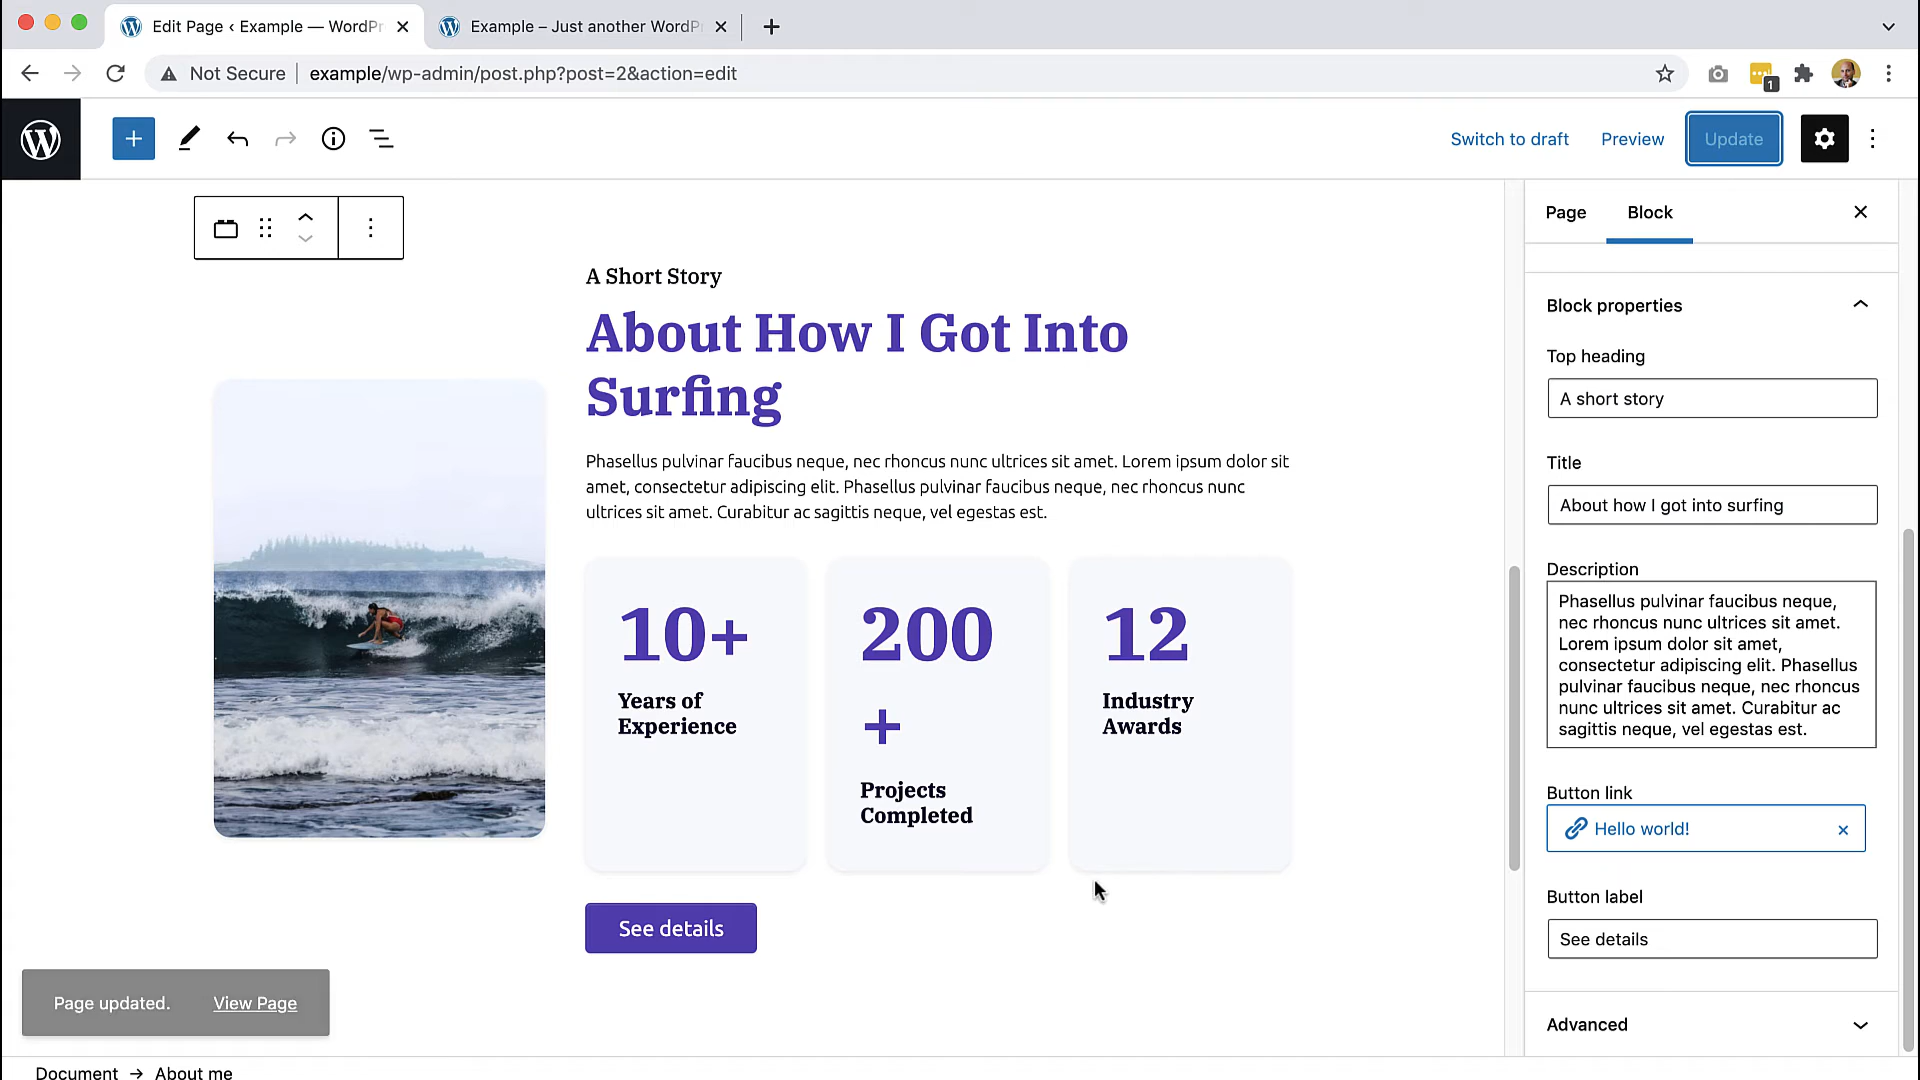 Edit Page ‹ Example — WordPr
Example – Just another WordP
Not Secure
example/wp-admin/post.php?post=2&action=edit
1
Switch to draft
Preview
Update
Page
Block
A Short Story
About How I Got Into
Surfing
Phasellus pulvinar faucibus neque, nec rhoncus nunc ultrices sit amet. Lorem ipsum dolor sit
amet, consectetur adipiscing elit. Phasellus pulvinar faucibus neque, nec rhoncus nunc
ultrices sit amet. Curabitur ac sagittis neque, vel egestas est.
10+
Years of
Experience
200
+
Projects
Completed
12
Industry
Awards
See details
Block properties
Top heading
A short story
Title
About how I got into surfing
Description
Phasellus pulvinar faucibus neque,
nec rhoncus nunc ultrices sit amet.
Lorem ipsum dolor sit amet,
consectetur adipiscing elit. Phasellus
pulvinar faucibus neque, nec rhoncus
nunc ultrices sit amet. Curabitur ac
sagittis neque, vel egestas est.
Button link
Hello world!
Button label
See details
Advanced
Page updated.
View Page
Document → About me